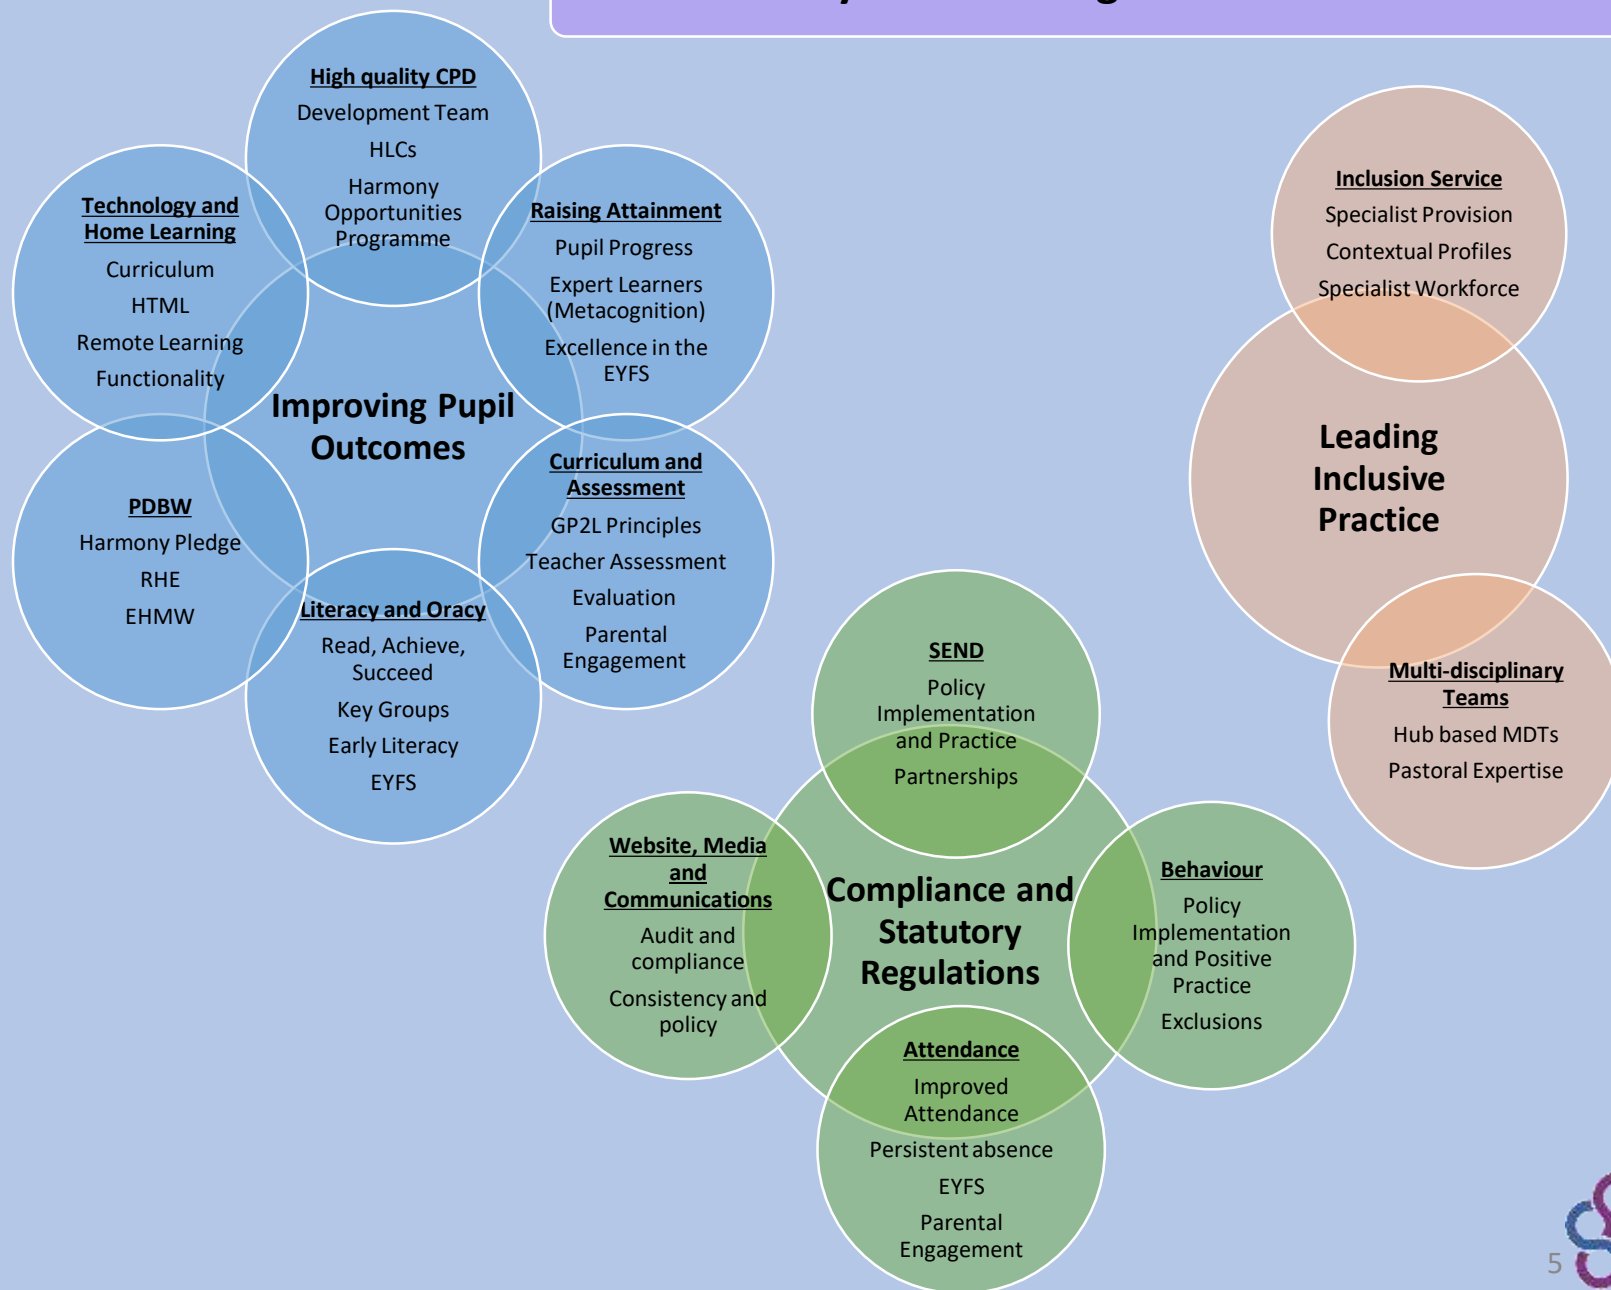 High quality CPD
Development Team
HLCs
Harmony
Opportunities
Programme
Technology and
Home Learning
Curriculum
HTML
Remote Learning
Functionality
Raising Attainment
Pupil Progress
Expert Learners
(Metacognition)
Excellence in the
EYFS
Improving Pupil
Outcomes
PDBW
Harmony Pledge
RHE
EHMW
Literacy and Oracy
Read, Achieve,
Succeed
Key Groups
Early Literacy
EYFS
Curriculum and
Assessment
GP2L Principles
Teacher Assessment
Evaluation
Parental
Engagement
Inclusion Service
Specialist Provision
Contextual Profiles
Specialist Workforce
Leading
Inclusive
Practice
Multi-disciplinary
Teams
Hub based MDTs
Pastoral Expertise
SEND
Policy
Implementation
and Practice
Partnerships
Website, Media
and
Communications
Audit and
compliance
Consistency and
policy
Compliance and
Statutory
Regulations
Behaviour
Policy
Implementation
and Positive
Practice
Exclusions
Attendance
Improved
Attendance
Persistent absence
EYFS
Parental
Engagement
5